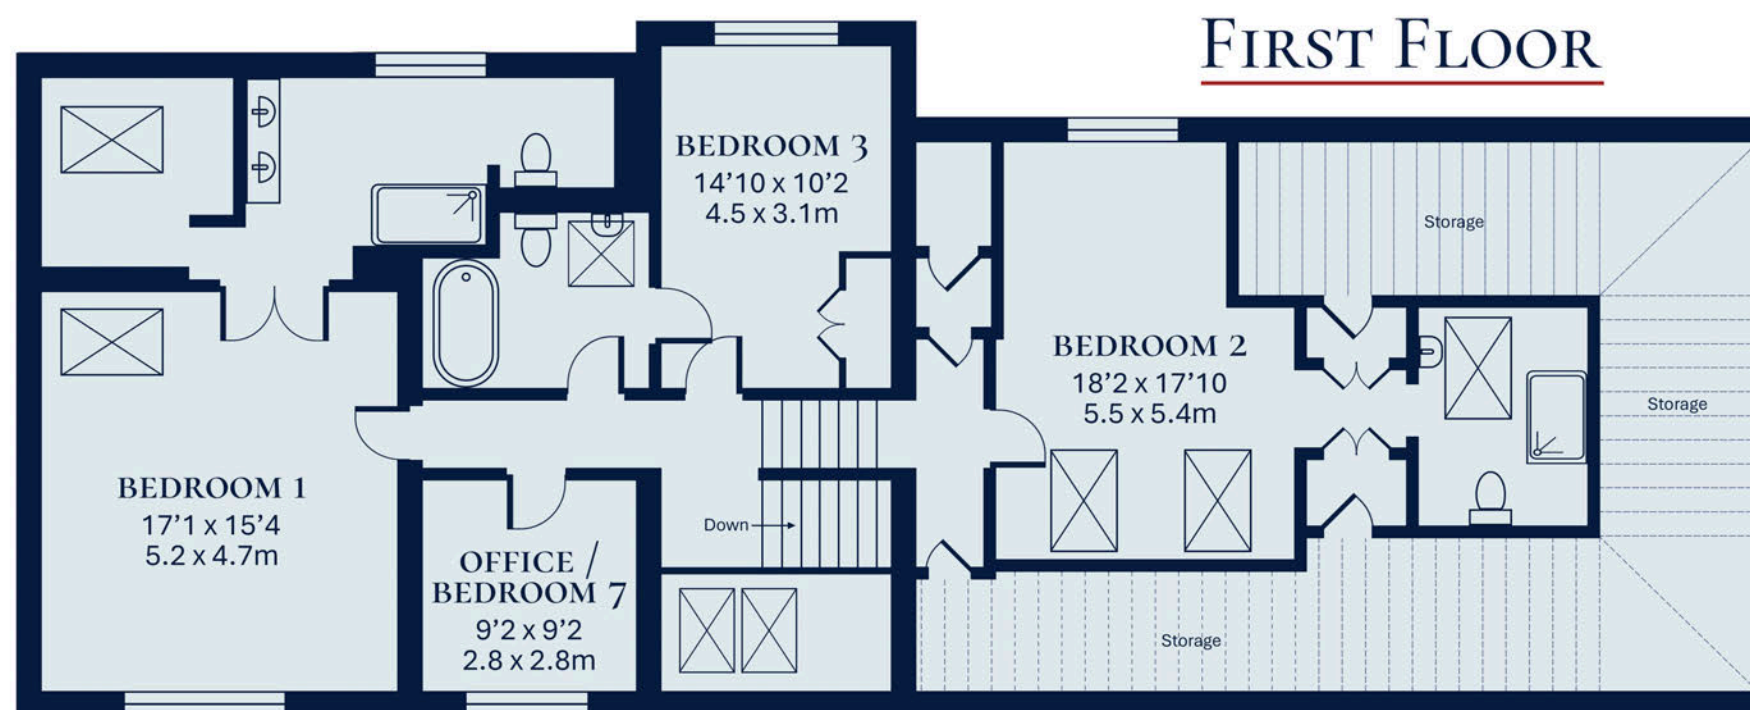 FIRST FLOOR
BEDROOM 3
14'10 x 10'2
4.5 x 3.1m
Storage
BEDROOM 2
18'2 x 17'10
5.5 x 5.4m
Storage
BEDROOM 1
17'1 x 15'4
5.2 x 4.7m
Down
OFFICE /
BEDROOM 7
9'2 x 9'2
2.8 x 2.8m
Storage